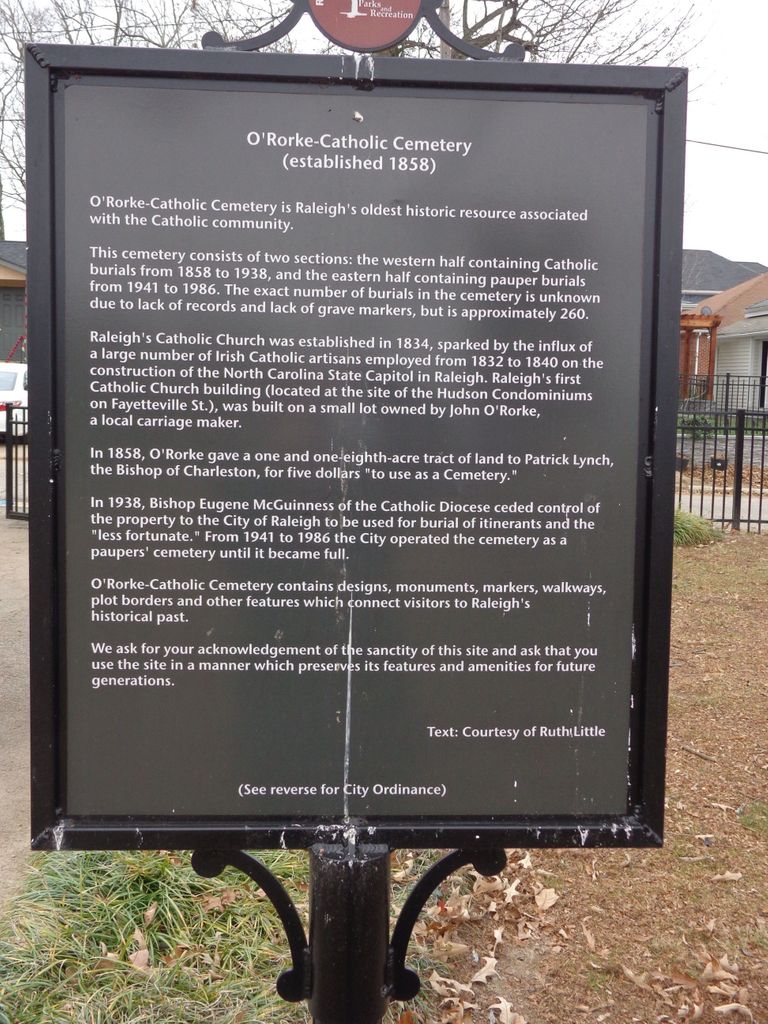 Parks
and
Recreation
O'Rorke-Catholic Cemetery
(established 1858)
O'Rorke-Catholic Cemetery is Raleigh's oldest historic resource associated
with the Catholic community.
This cemetery consists of two sections: the western half containing Catholic
burials from 1858 to 1938, and the eastern half containing pauper burials
from 1941 to 1986. The exact number of burials in the cemetery is unknown
due to lack of records and lack of grave markers, but is approximately 260.
Raleigh's Catholic Church was established in 1834, sparked by the influx of
a large number of Irish Catholic artisans employed from 1832 to 1840 on the
construction of the North Carolina State Capitol in Raleigh. Raleigh's first
Catholic Church building (located at the site of the Hudson Condominiums
on Fayetteville St.), was built on a small lot owned by John O'Rorke,
a local carriage maker.
In 1858, O'Rorke gave a one and one-eighth-acre tract of land to Patrick Lynch,
the Bishop of Charleston, for five dollars "to use as a Cemetery."
In 1938, Bishop Eugene McGuinness of the Catholic Diocese ceded control of
the property to the City of Raleigh to be used for burial of itinerants and the
"less fortunate." From 1941 to 1986 the City operated the cemetery as a
paupers' cemetery until it became full.
O'Rorke-Catholic Cemetery contains designs, monuments, markers, walkways,
plot borders and other features which connect visitors to Raleigh's
historical past.
We ask for your acknowledgement of the sanctity of this site and ask that you
use the site in a manner which preserves its features and amenities for future
generations.
Text: Courtesy of Ruth Little
(See reverse for City Ordinance)